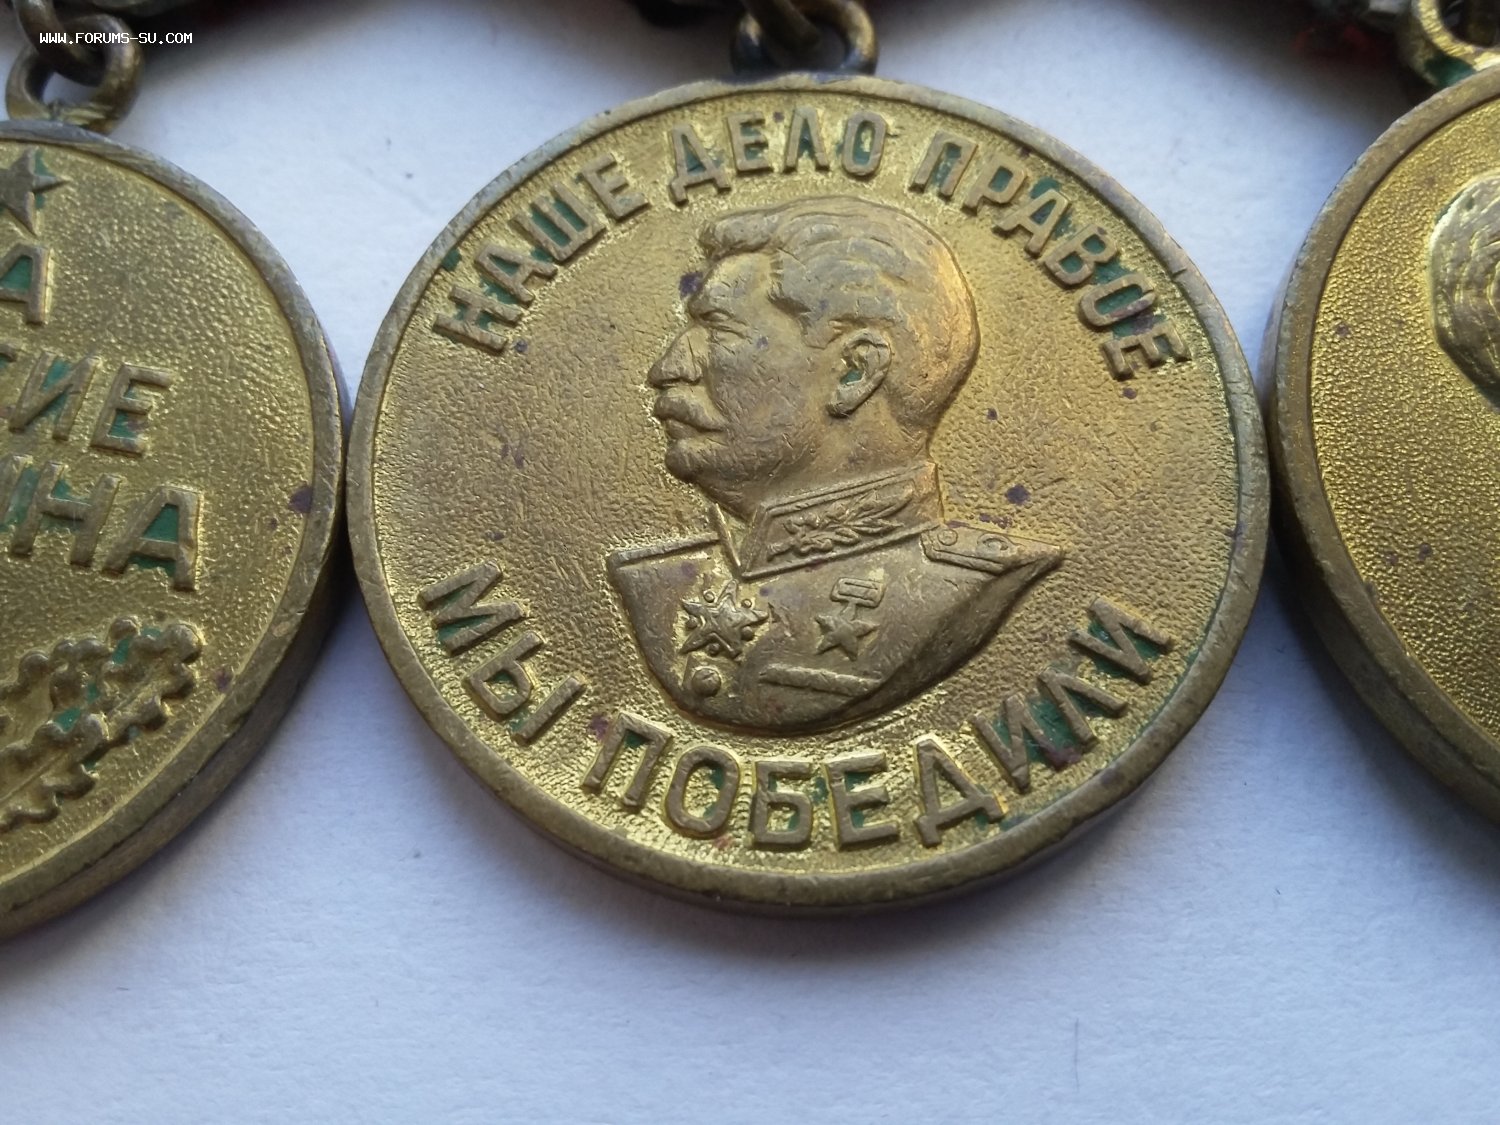 WWW.FORUMS-SU.COM
НАШЕ ДЕЛО ПРАВОЕ
МЫ ПОБЕДИЛИ